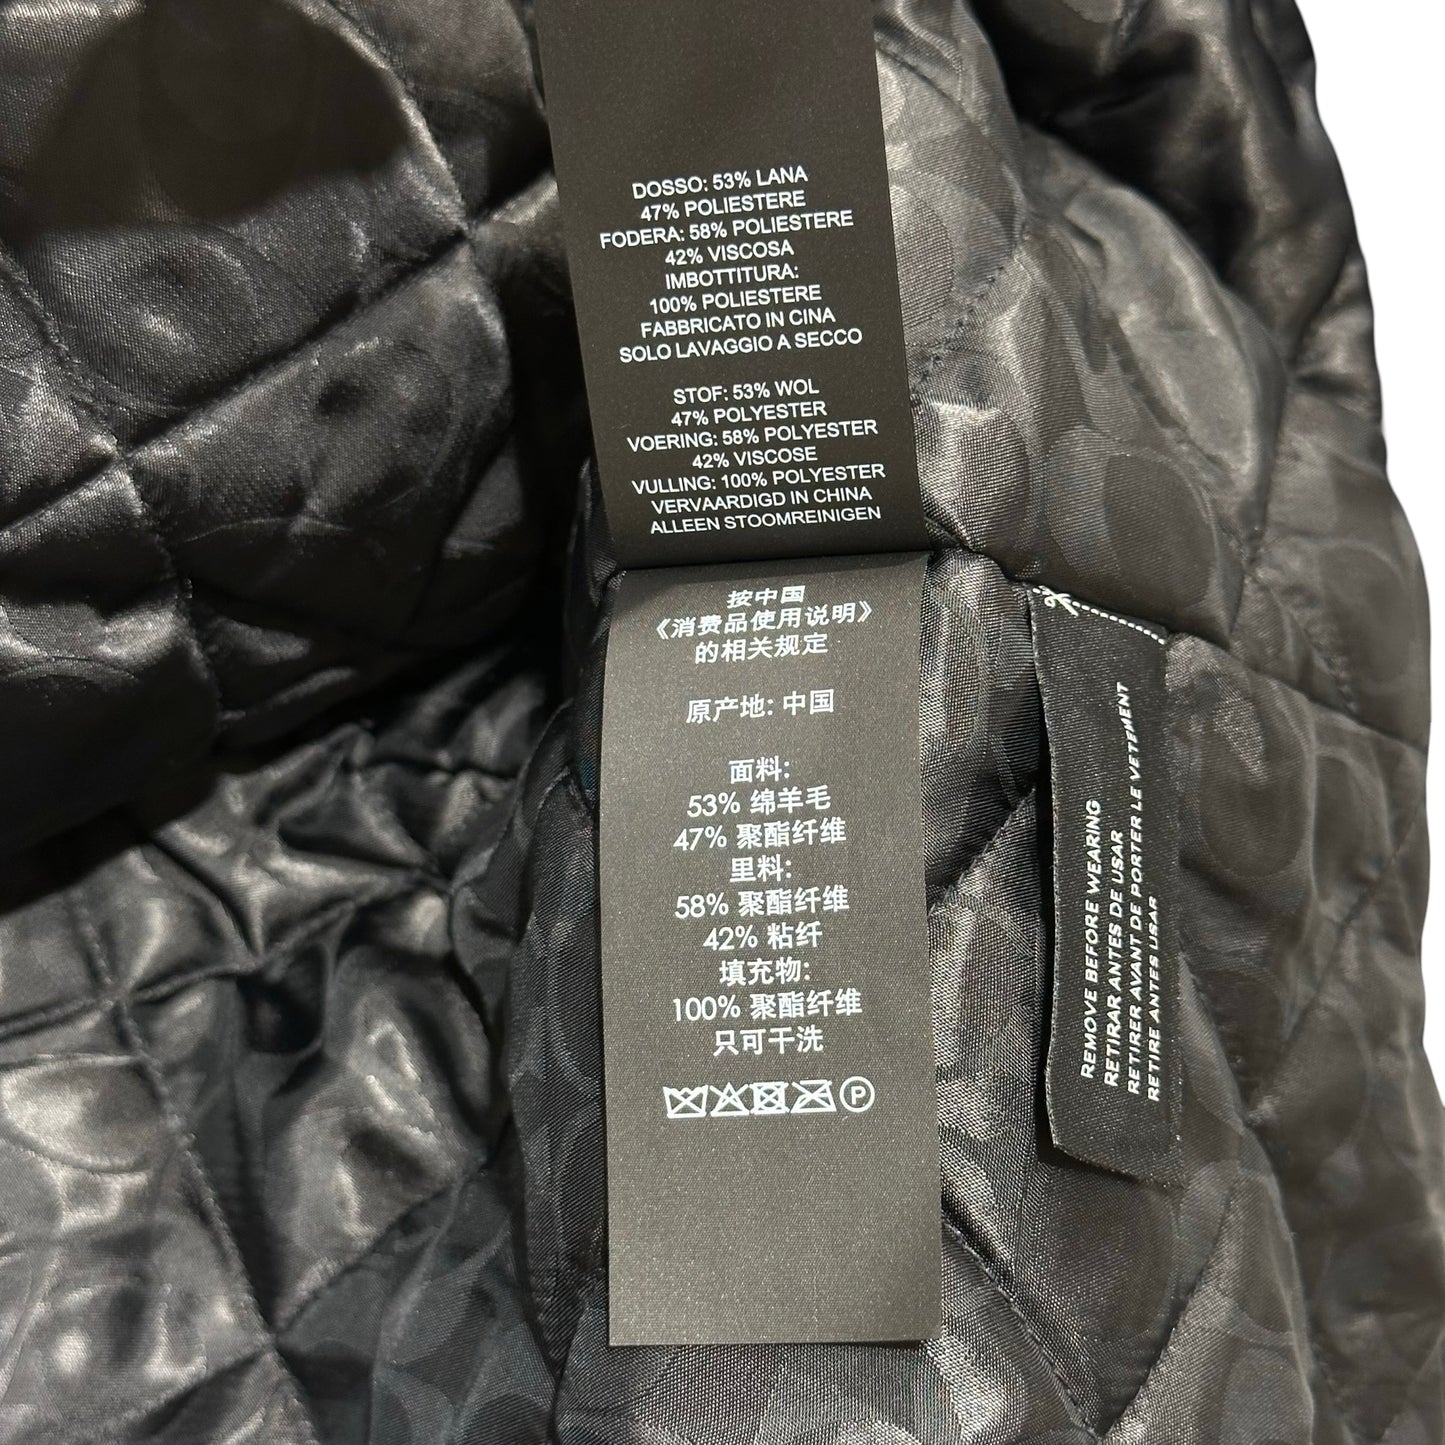 DOSSO: 53% LANA
47% POLIESTERE
FODERA: 58% POLIESTERE
42% VISCOSA
IMBOTTITURA:
100% POLIESTERE
FABBRICATO IN CINA
SOLO LAVAGGIO A SECCO
STOF: 53% WOL
47% POLYESTER
VOERING: 58% POLYESTER
42% VISCOSE
VULLING: 100% POLYESTER
VERVAARDIGD IN CHINA
ALLEEN STOOMREINIGEN
按中国
《消费品使用说明》
的相关规定
原产地: 中国
面料:
53% 绵羊毛
47% 聚酯纤维
里料:
58% 聚酯纤维
42% 粘纤
填充物:
100% 聚酯纤维
只可干洗
P
REMOVE BEFORE WEARING
RETIRAR ANTES DE USAR
RETIRER AVANT DE PORTER LE VETEMENT
RETIRE ANTES USAR